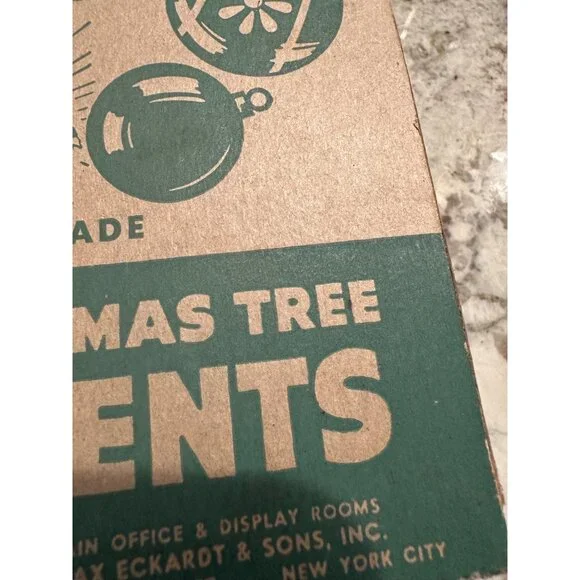 ADE
MAS TREE
ENTS
IN OFFICE & DISPLAY ROOMS
AX ECKARDT & SONS, INC.
NEW YORK CITY